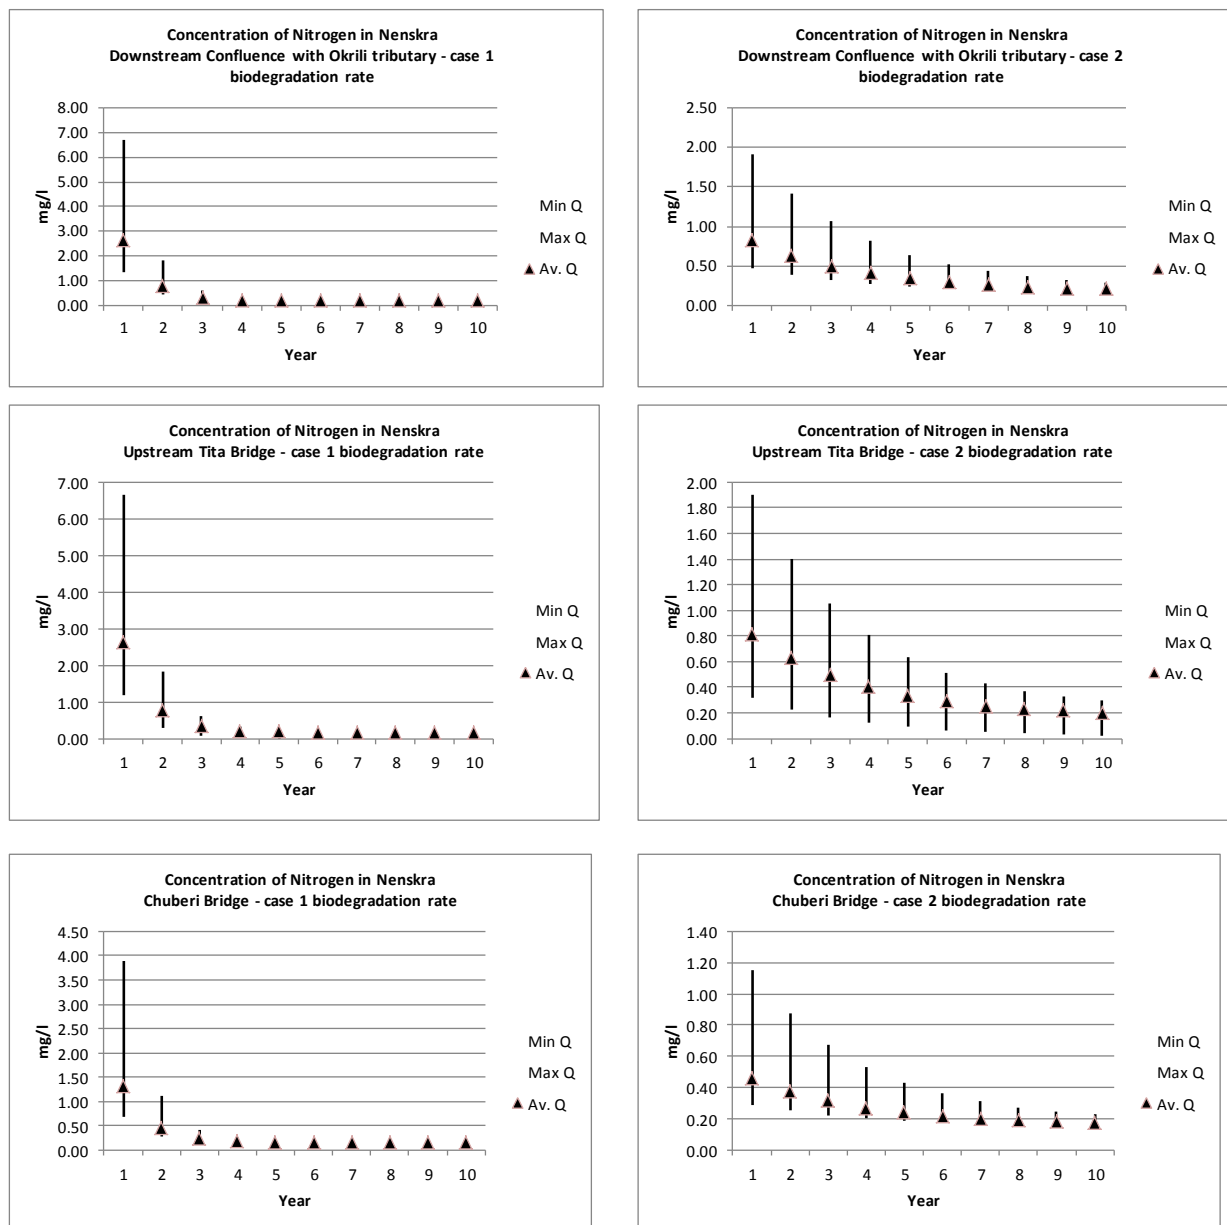 Concentration of Nitrogen in Nenskra
Downstream Confluence with Okrili tributary - case 1
biodegradation rate
8.00
7.00
6.00
5.00
4.00
3.00
2.00
1.00
0.00
mg/l
1 2 3 4 5 6 7 8 9 10
Year
Min Q
Max Q
Av. Q
Concentration of Nitrogen in Nenskra
Downstream Confluence with Okrili tributary - case 2
biodegradation rate
2.50
2.00
1.50
1.00
0.50
0.00
mg/l
1 2 3 4 5 6 7 8 9 10
Year
Min Q
Max Q
Av. Q
Concentration of Nitrogen in Nenskra
Upstream Tita Bridge - case 1 biodegradation rate
7.00
6.00
5.00
4.00
3.00
2.00
1.00
0.00
mg/l
1 2 3 4 5 6 7 8 9 10
Year
Min Q
Max Q
Av. Q
Concentration of Nitrogen in Nenskra
Upstream Tita Bridge - case 2 biodegradation rate
2.00
1.80
1.60
1.40
1.20
1.00
0.80
0.60
0.40
0.20
0.00
mg/l
1 2 3 4 5 6 7 8 9 10
Year
Min Q
Max Q
Av. Q
Concentration of Nitrogen in Nenskra
Chuberi Bridge - case 1 biodegradation rate
4.50
4.00
3.50
3.00
2.50
2.00
1.50
1.00
0.50
0.00
mg/l
1 2 3 4 5 6 7 8 9 10
Year
Min Q
Max Q
Av. Q
Concentration of Nitrogen in Nenskra
Chuberi Bridge - case 2 biodegradation rate
1.40
1.20
1.00
0.80
0.60
0.40
0.20
0.00
mg/l
1 2 3 4 5 6 7 8 9 10
Year
Min Q
Max Q
Av. Q